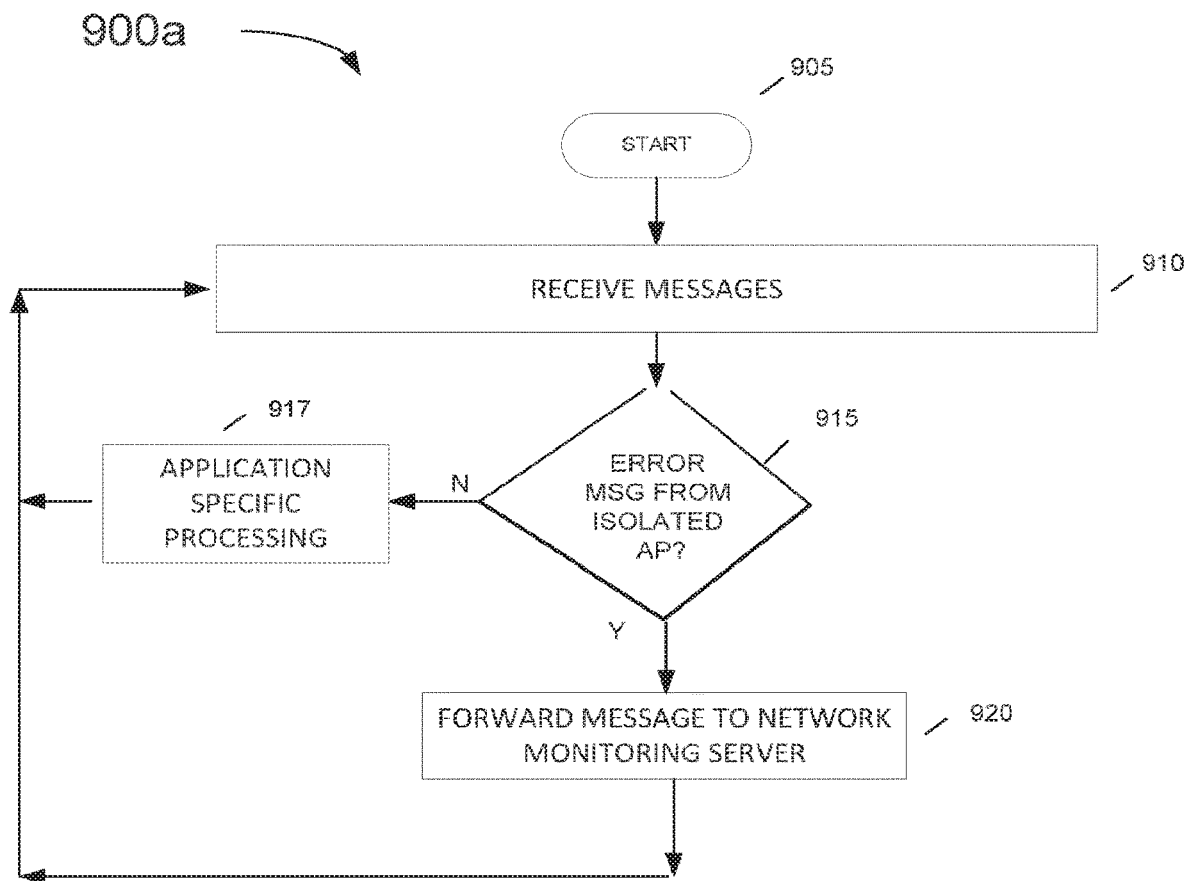 900a
905
START
RECEIVE MESSAGES
910
917
915
APPLICATION
SPECIFIC
PROCESSING
N
ERROR
MSG FROM
ISOLATED
AP?
Y
FORWARD MESSAGE TO NETWORK
MONITORING SERVER
920